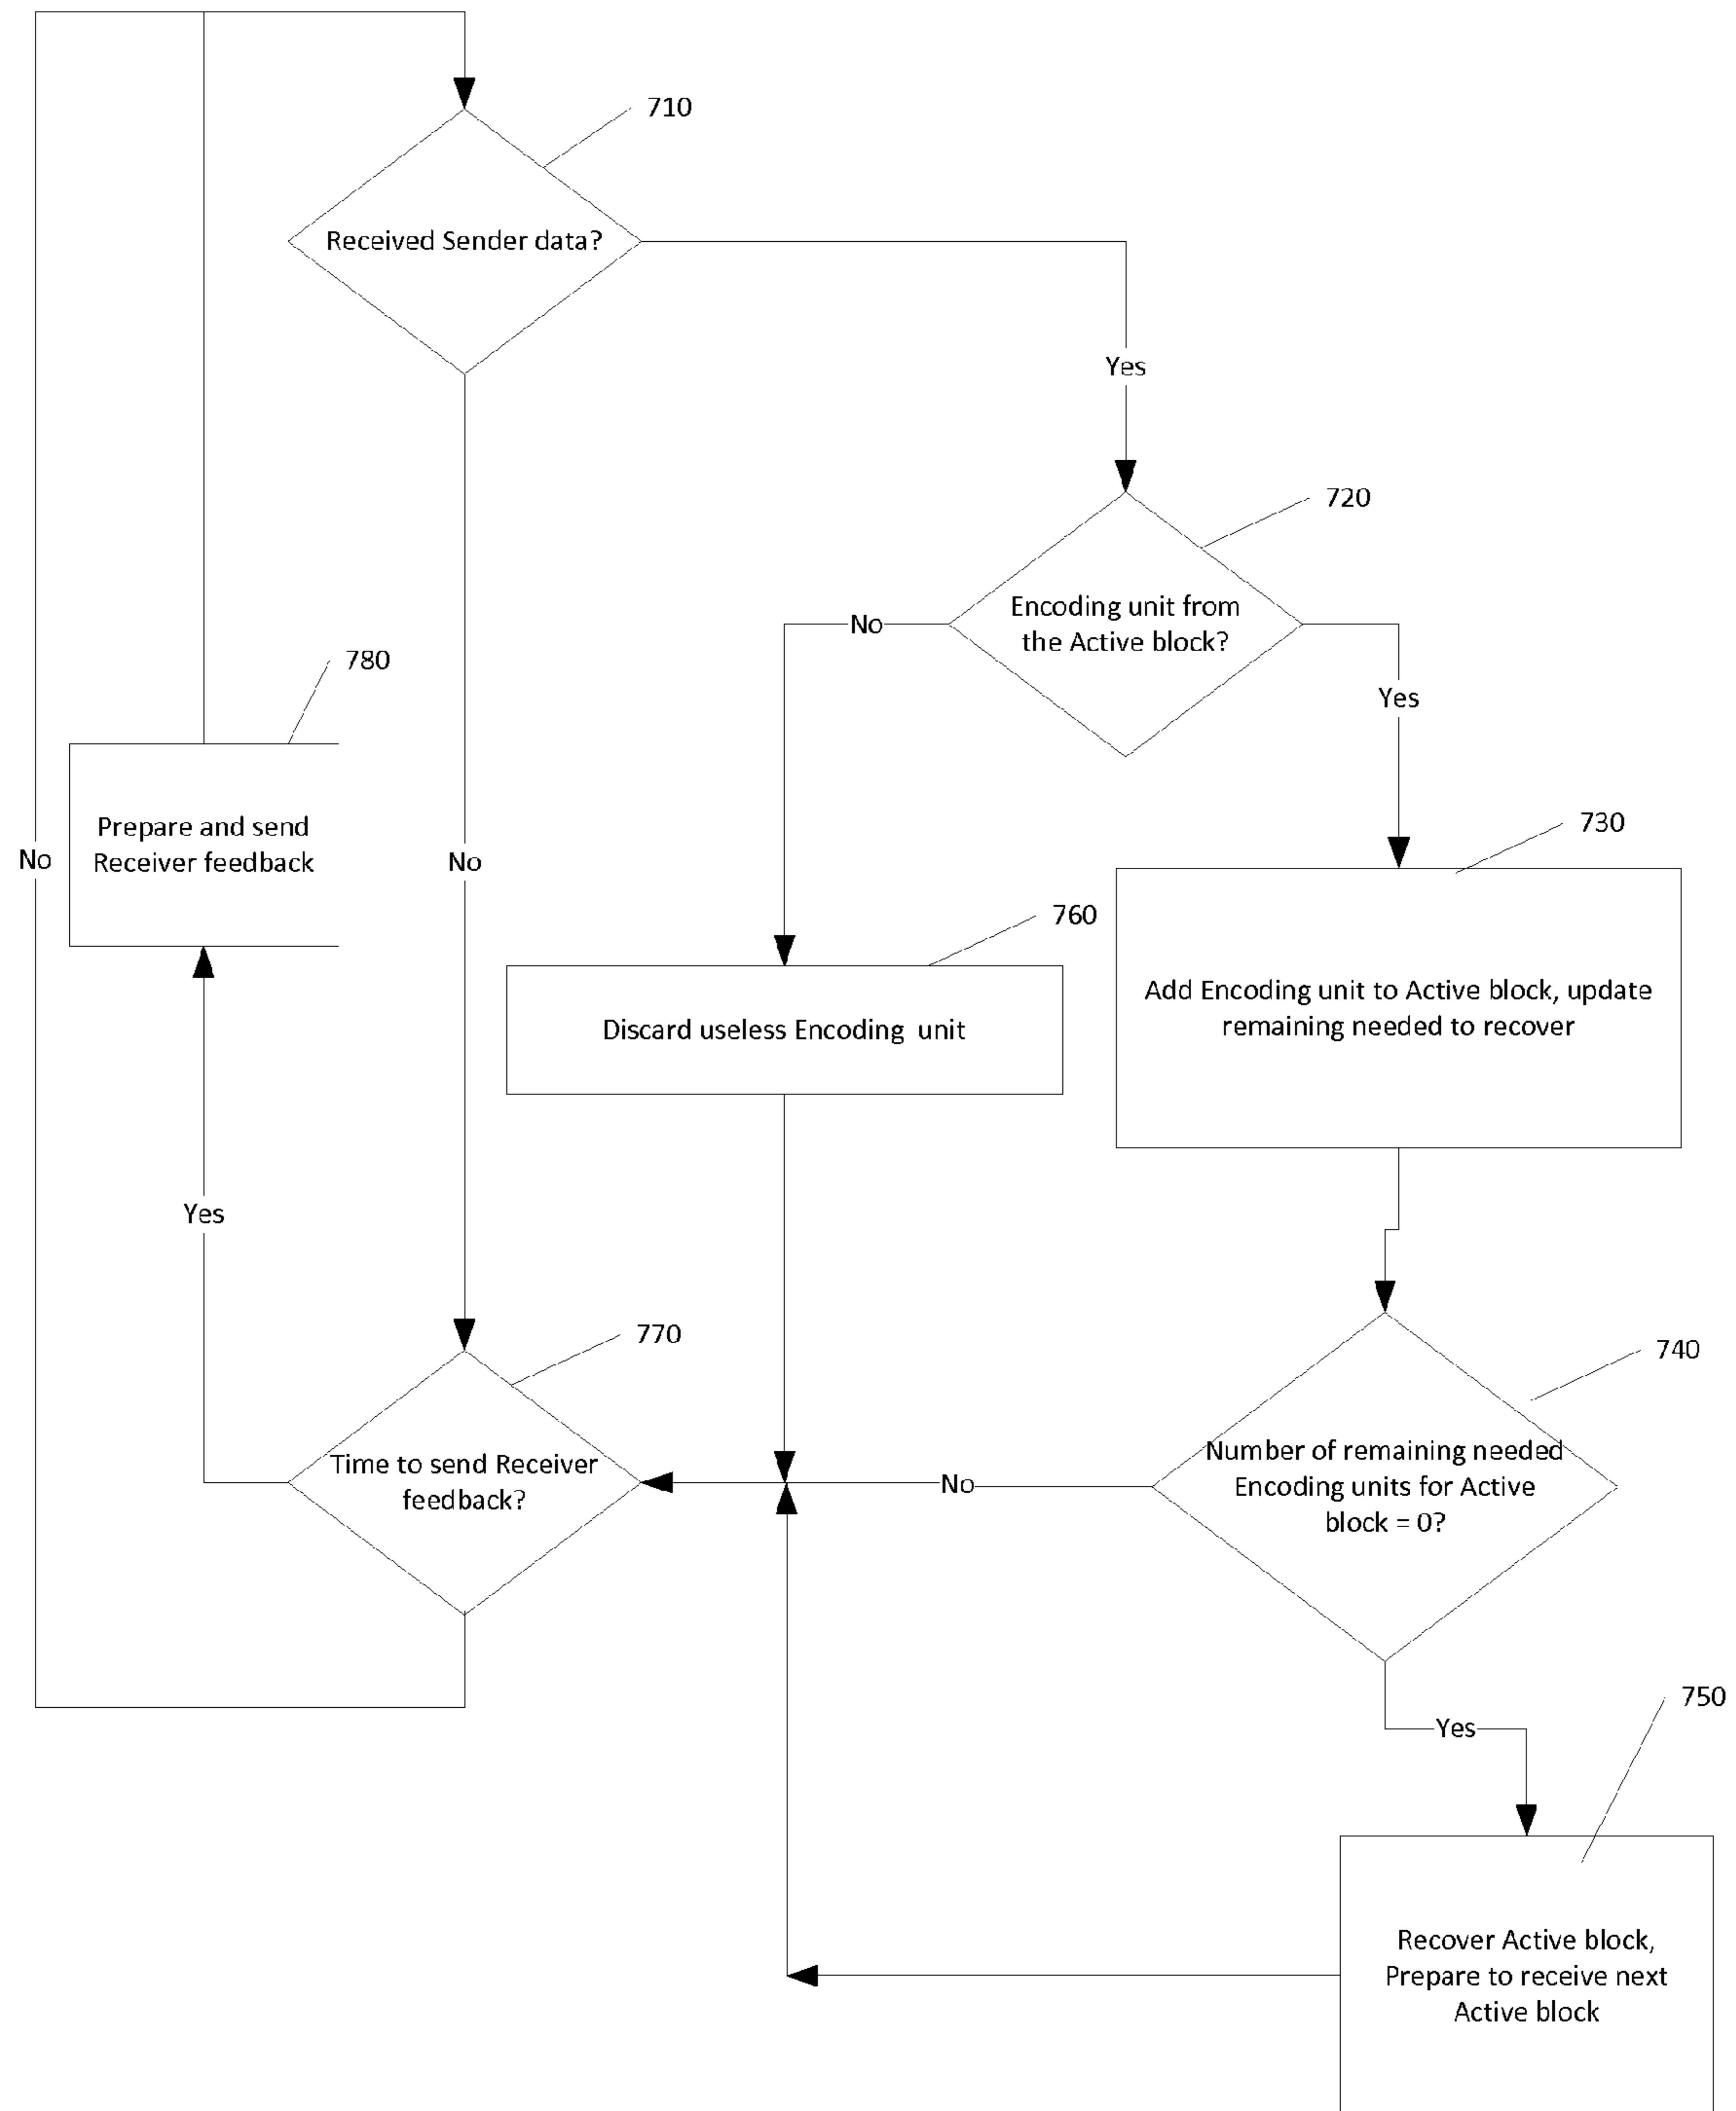 710
Received Sender data?
Yes
720
Encoding unit from
the Active block?
No
Yes
780
Prepare and send
Receiver feedback
No
No
730
760
Add Encoding unit to Active block, update
remaining needed to recover
Discard useless Encoding unit
Yes
770
740
Time to send Receiver
feedback?
No
Number of remaining needed
Encoding units for Active
block = 0?
750
Yes
Recover Active block,
Prepare to receive next
Active block